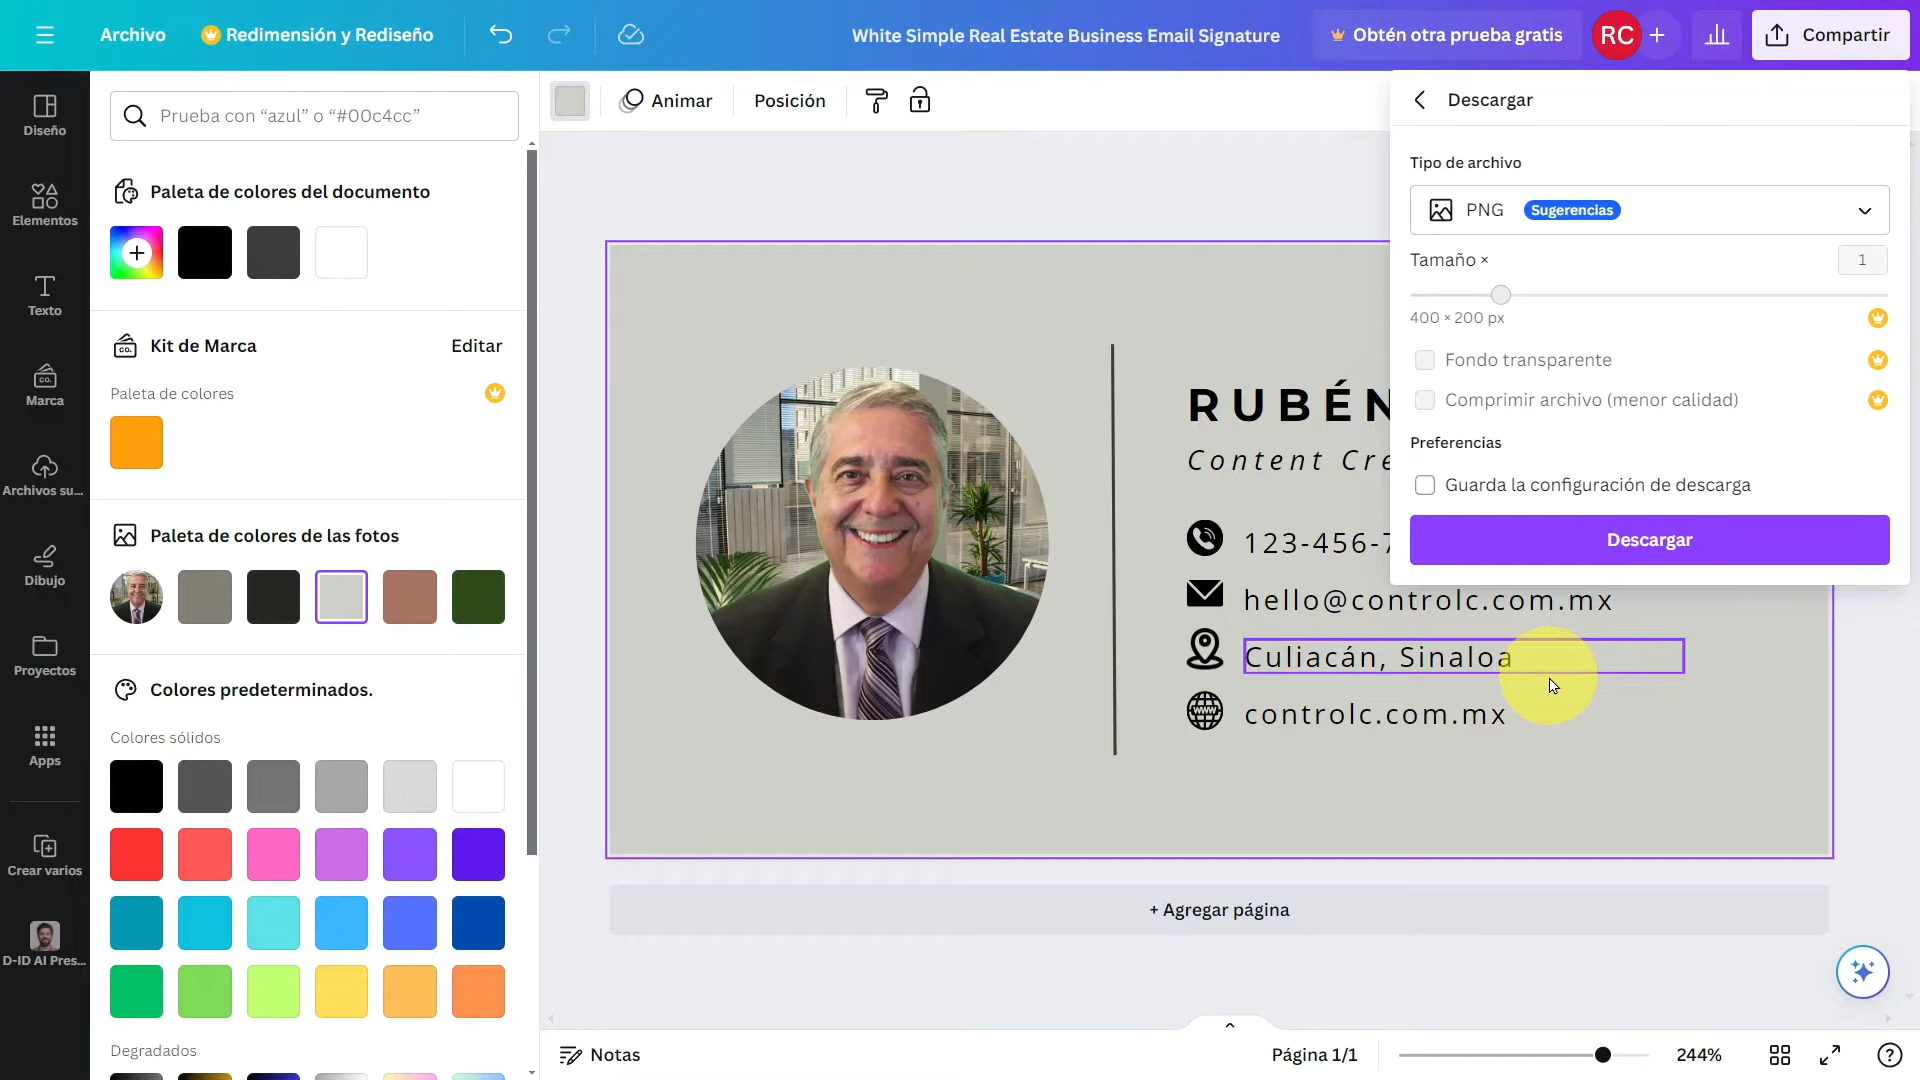 Archivo
Redimensión y Rediseño
White Simple Real Estate Business Email Signature
Obtén otra prueba gratis
RC
Compartir
Diseño
Elementos
Texto
Marca
Archivos su...
Dibujo
Proyectos
Apps
Crear varios
D-ID AI Pres...
Prueba con “azul” o “#00c4cc”
Paleta de colores del documento
Kit de Marca
Editar
Paleta de colores
Paleta de colores de las fotos
Colores predeterminados.
Colores sólidos
Degradados
Animar
Posición
RUBÉN
Content Cre
123-456-7
hello@controlc.com.mx
Culiacán, Sinaloa
WWW
controlc.com.mx
+ Agregar página
Descargar
Tipo de archivo
PNG Sugerencias
Tamaño × 1
400 × 200 px
Fondo transparente
Comprimir archivo (menor calidad)
Preferencias
Guarda la configuración de descarga
Descargar
Notas
Página 1/1
244%